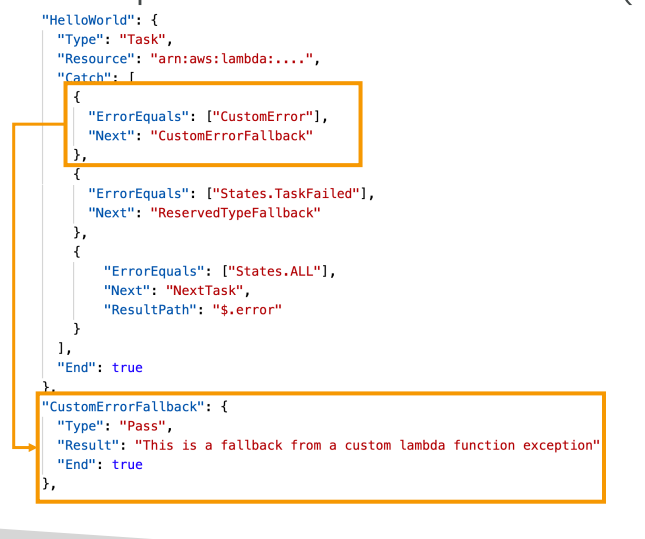 "HelloWorld": {
"Type": "Task",
"Resource": "arn:aws:lambda:....",
"Catch": [
{
"ErrorEquals": ["CustomError"],
"Next": "CustomErrorFallback"
},
{
"ErrorEquals": ["States.TaskFailed"],
"Next": "ReservedTypeFallback"
},
{
"ErrorEquals": ["States.ALL"],
"Next": "NextTask",
"ResultPath": "$.error"
}
],
"End": true
},
"CustomErrorFallback": {
"Type": "Pass",
"Result": "This is a fallback from a custom lambda function exception"
"End": true
},